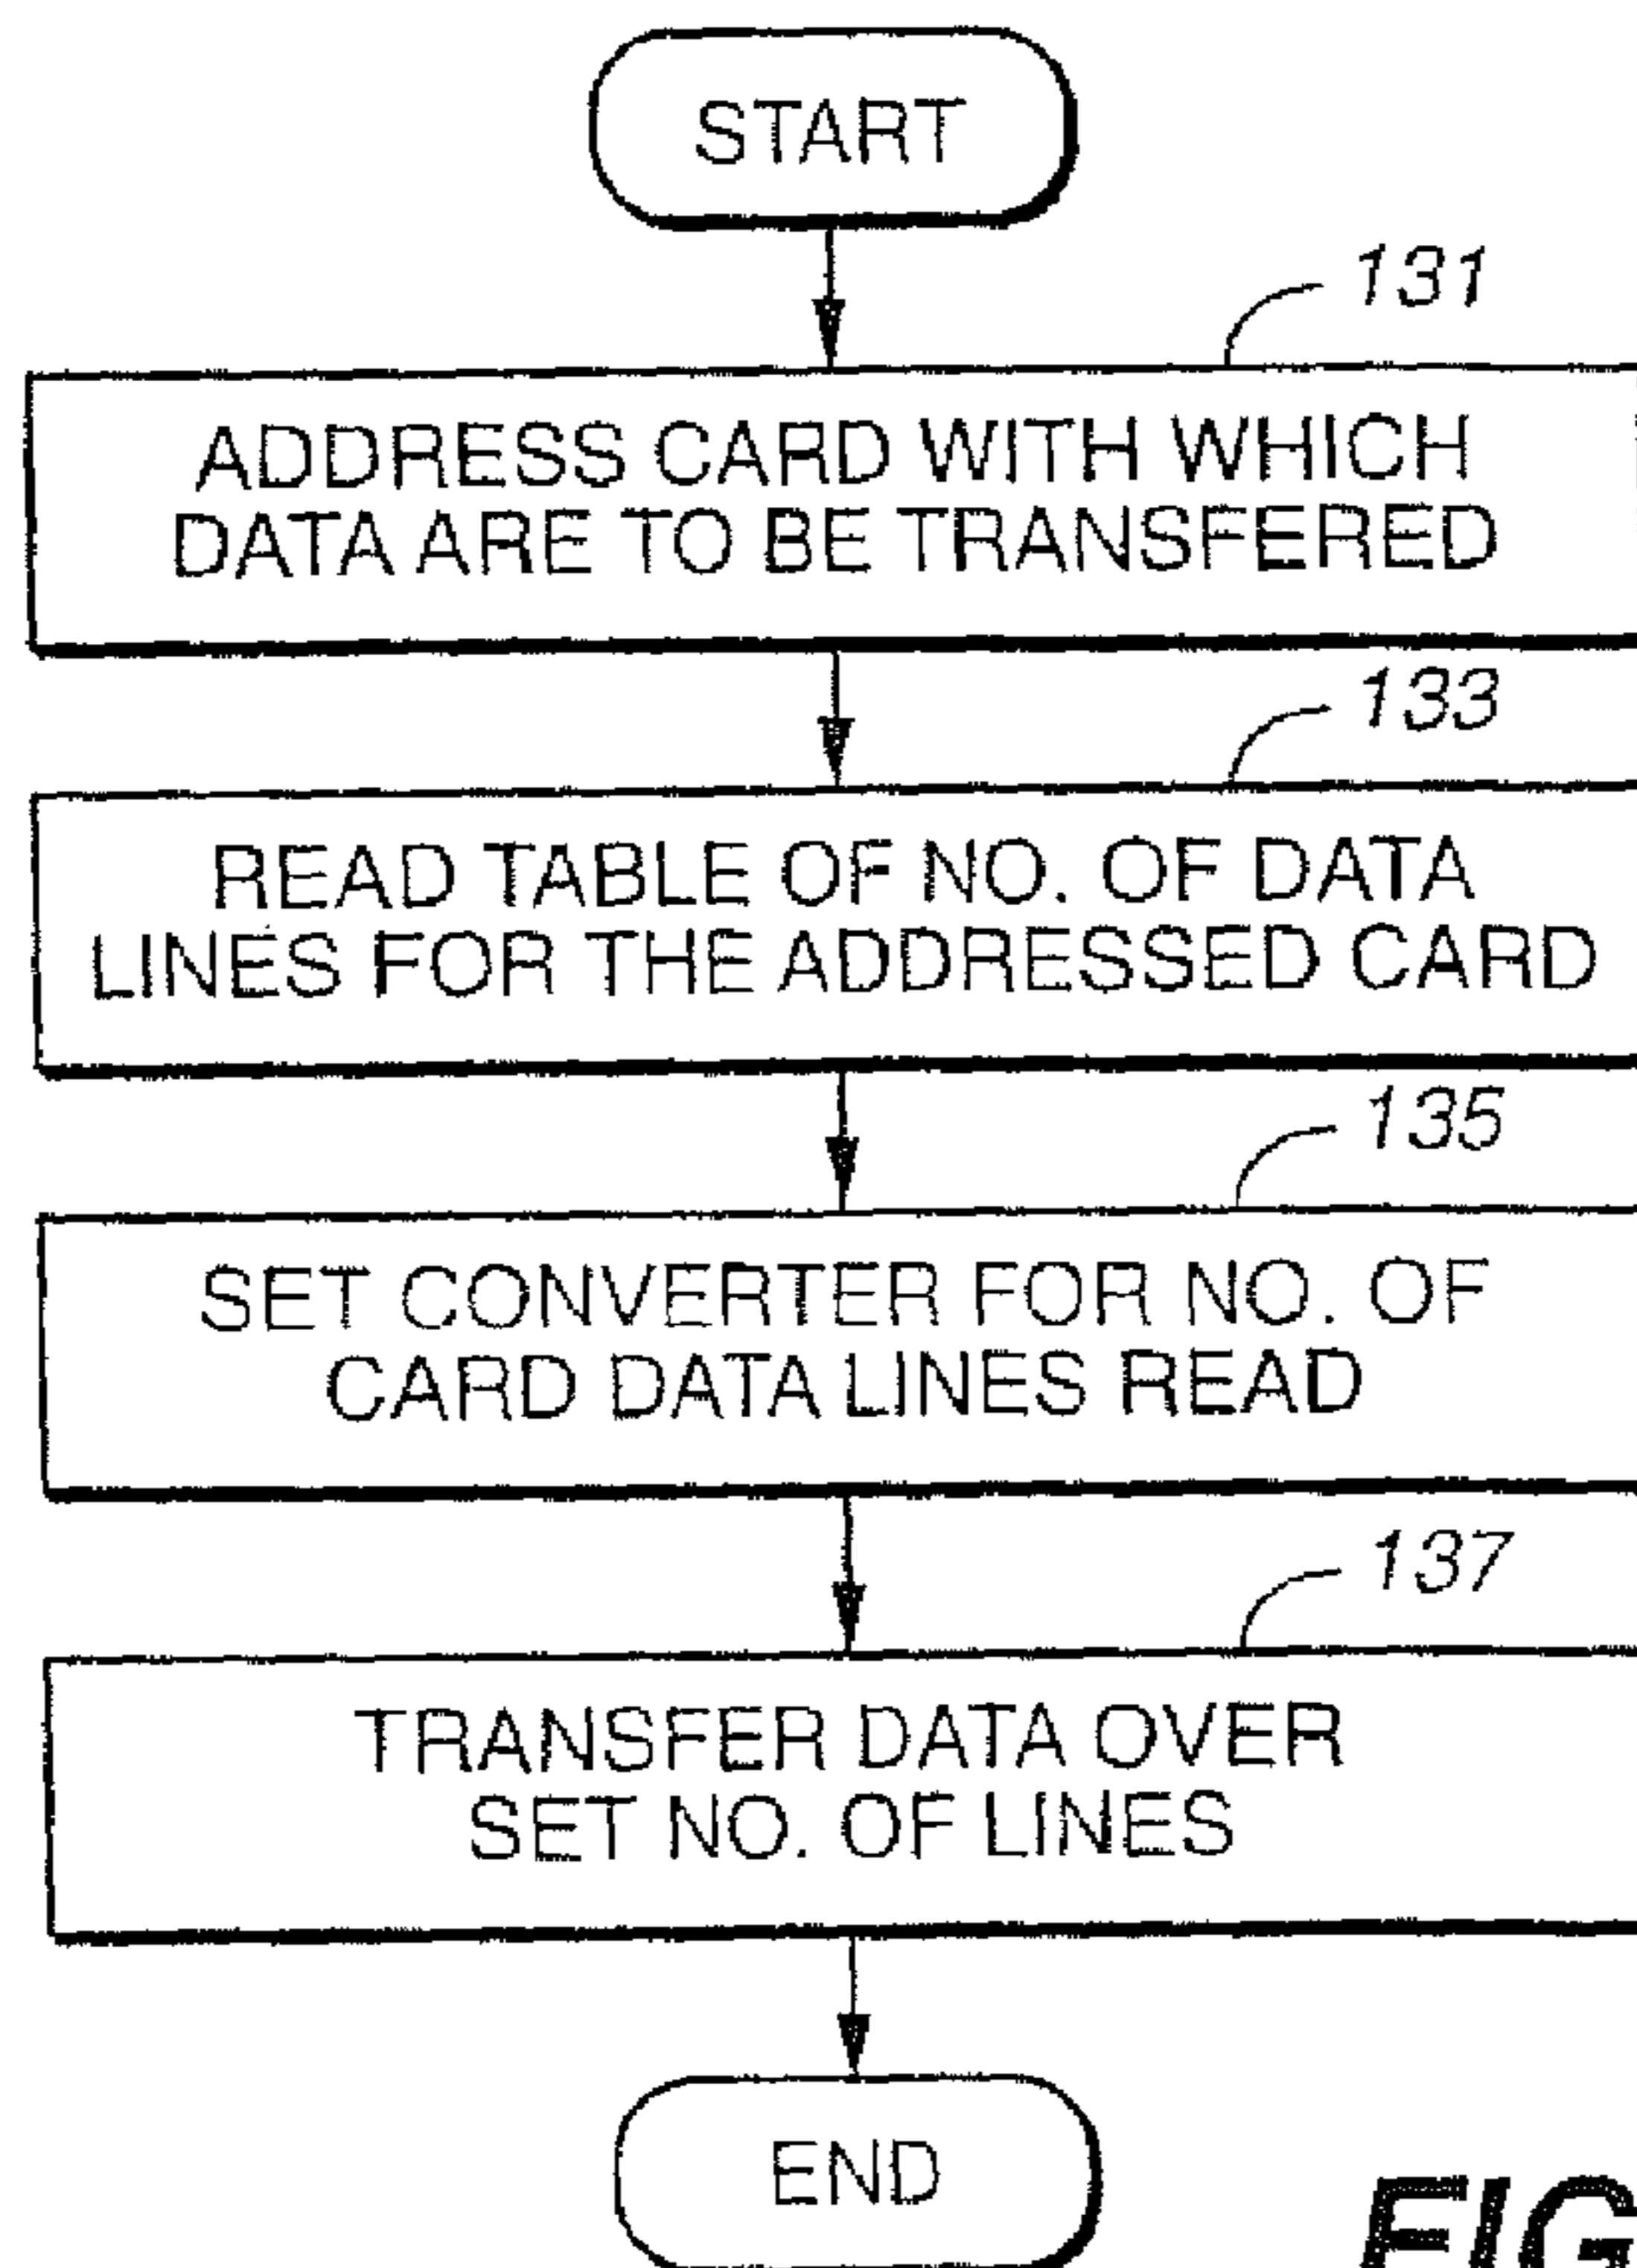 START
131
ADDRESS CARD WITH WHICH
DATA ARE TO BE TRANSFERED
133
READ TABLE OF NO. OF DATA
LINES FOR THE ADDRESSED CARD
135
SET CONVERTER FOR NO. OF
CARD DATA LINES READ
137
TRANSFER DATA OVER
SET NO. OF LINES
END
FIG